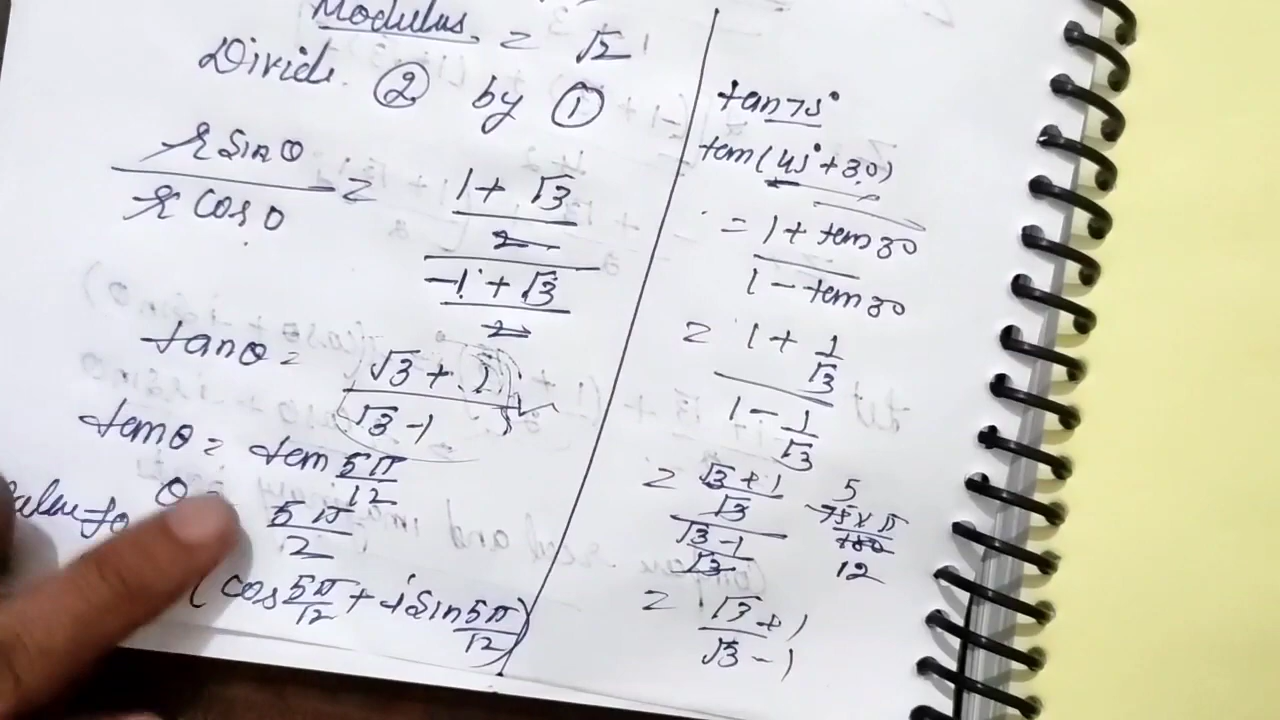 Modulus = √2
Divide ② by ①
r Sin θ / r Cos θ = (1 + √3 / 2) / (-1 + √3 / 2)
tan θ = √3 + 1 / √3 - 1
tan θ = tan 5π/12
θ = 5π/2
(cos 5π/12 + i Sin 5π/12)
tan 75°
tan (45° + 30)
= 1 + tan 30 / 1 - tan 30
= 1 + 1/√3 / 1 - 1/√3
= (√3 + 1 / √3) / (√3 - 1 / √3)
5
75 × π / 180
12
= √3 + 1 / √3 - 1